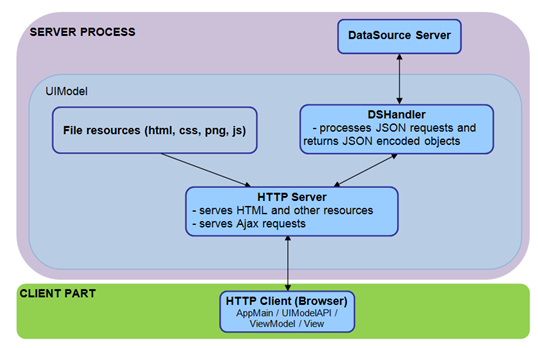 SERVER PROCESS
DataSource Server
UIModel
File resources (html, css, png, js)
DSHandler
- processes JSON requests and
returns JSON encoded objects
HTTP Server
- serves HTML and other resources
- serves Ajax requests
CLIENT PART
HTTP Client (Browser)
AppMain / UIModelAPI /
ViewModel / View